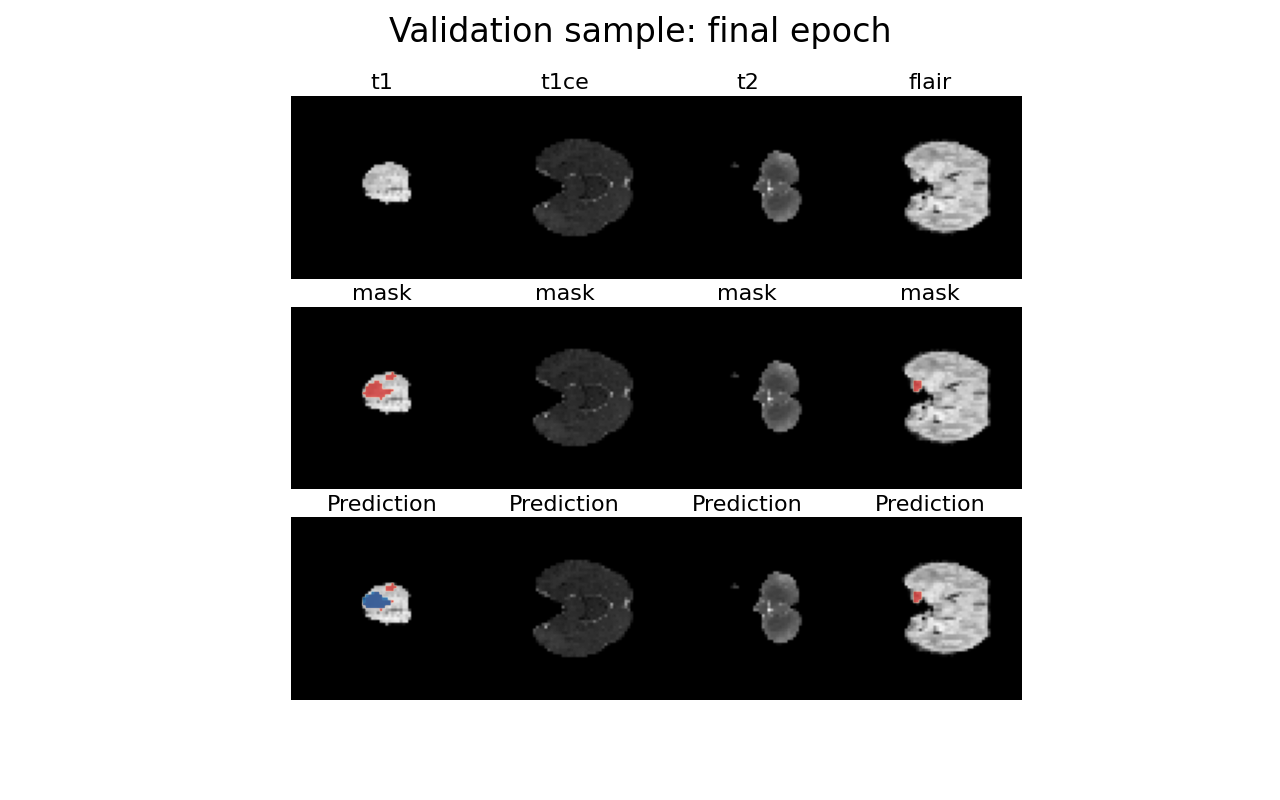 Validation sample: final epoch
t1 t1ce t2 flair
mask mask mask mask
Prediction Prediction Prediction Prediction